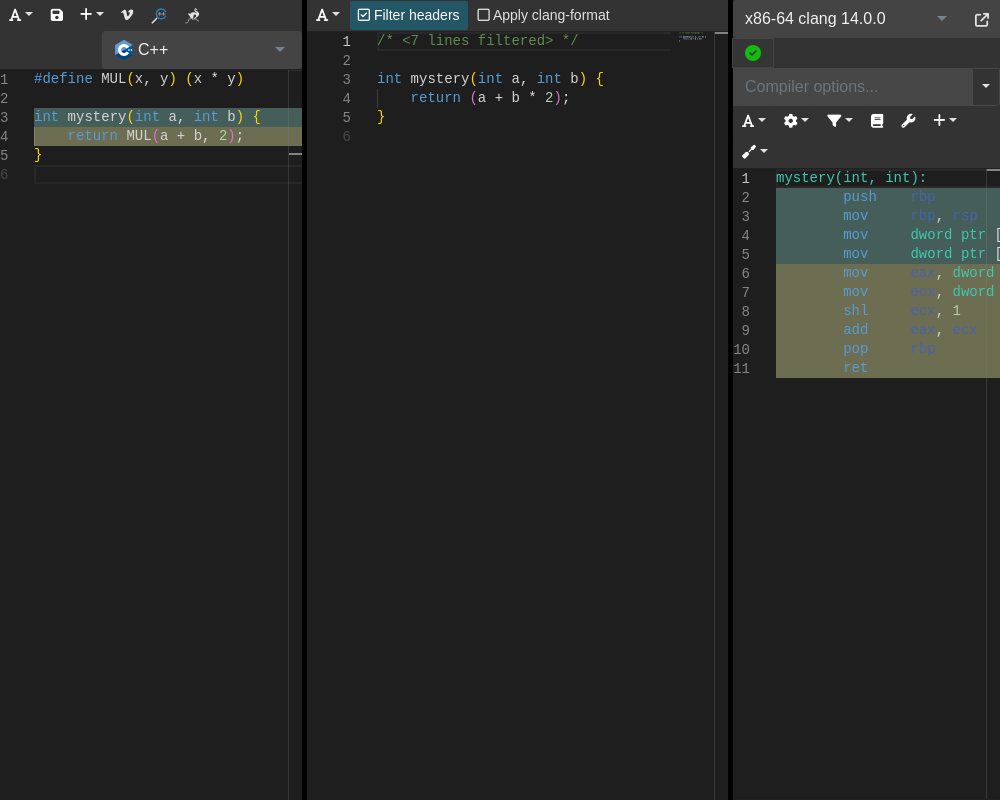 A
C++
1 #define MUL(x, y) (x * y)
2
3 int mystery(int a, int b) {
4     return MUL(a + b, 2);
5 }
6
A Filter headers Apply clang-format
1 /* <7 lines filtered> */
2
3 int mystery(int a, int b) {
4     return (a + b * 2);
5 }
6
x86-64 clang 14.0.0
Compiler options...
A
1 mystery(int, int):
2         push    rbp
3         mov     rbp, rsp
4         mov     dword ptr [
5         mov     dword ptr [
6         mov     eax, dword
7         mov     ecx, dword
8         shl     ecx, 1
9         add     eax, ecx
10         pop     rbp
11         ret